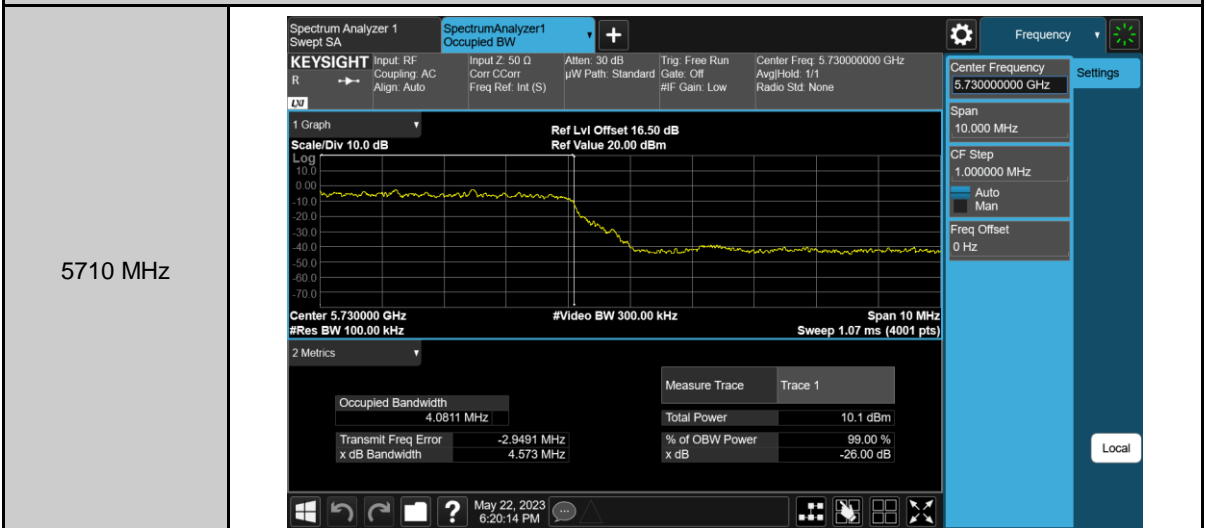 5710 MHz
Spectrum Analyzer 1
Swept SA
SpectrumAnalyzer1
Occupied BW
Frequency
KEYSIGHT
R
LXI
Input: RF
Coupling: AC
Align: Auto
Input Z: 50 Ω
Corr CCorr
Freq Ref: Int (S)
Atten: 30 dB
µW Path: Standard
Trig: Free Run
Gate: Off
#IF Gain: Low
Center Freq: 5.730000000 GHz
Avg|Hold: 1/1
Radio Std: None
Center Frequency
5.730000000 GHz
Settings
Span
10.000 MHz
CF Step
1.000000 MHz
Auto
Man
Freq Offset
0 Hz
Local
1 Graph
Scale/Div 10.0 dB
Ref Lvl Offset 16.50 dB
Ref Value 20.00 dBm
Log
10.0
0.00
-10.0
-20.0
-30.0
-40.0
-50.0
-60.0
-70.0
Center 5.730000 GHz
#Video BW 300.00 kHz
Span 10 MHz
#Res BW 100.00 kHz
Sweep 1.07 ms (4001 pts)
2 Metrics
Measure Trace Trace 1
Occupied Bandwidth
4.0811 MHz
Total Power 10.1 dBm
Transmit Freq Error -2.9491 MHz
% of OBW Power 99.00 %
x dB Bandwidth 4.573 MHz
x dB -26.00 dB
?
May 22, 2023
6:20:14 PM